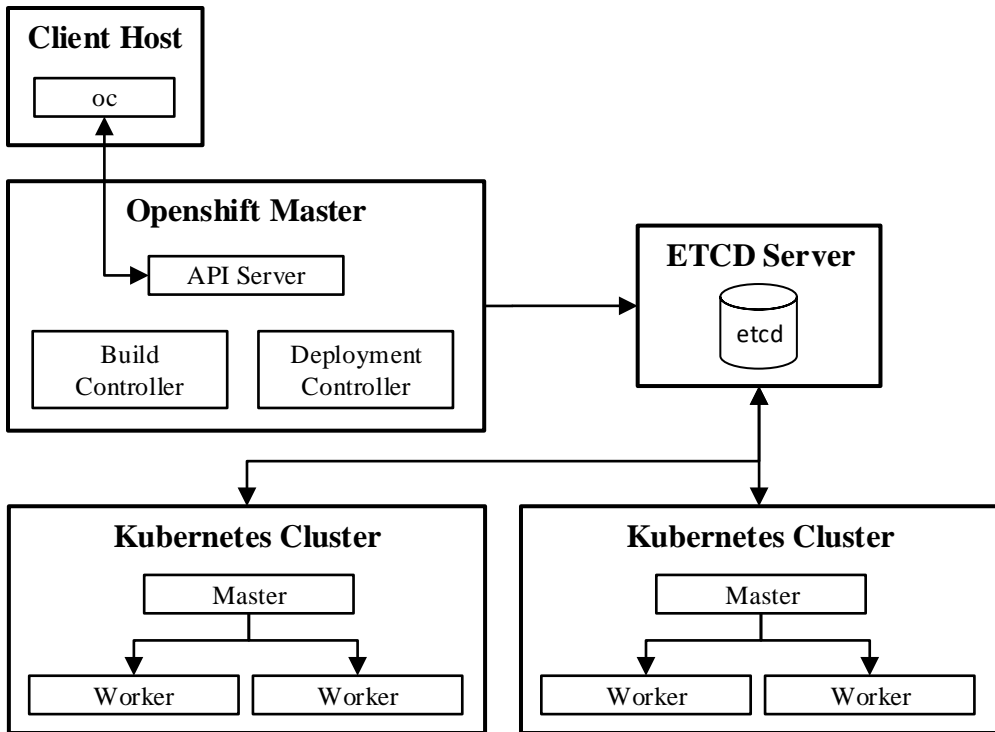 Client Host
oc
Openshift Master
API Server
Build
Controller
Deployment
Controller
ETCD Server
etcd
Kubernetes Cluster
Master
Worker
Worker
Kubernetes Cluster
Master
Worker
Worker